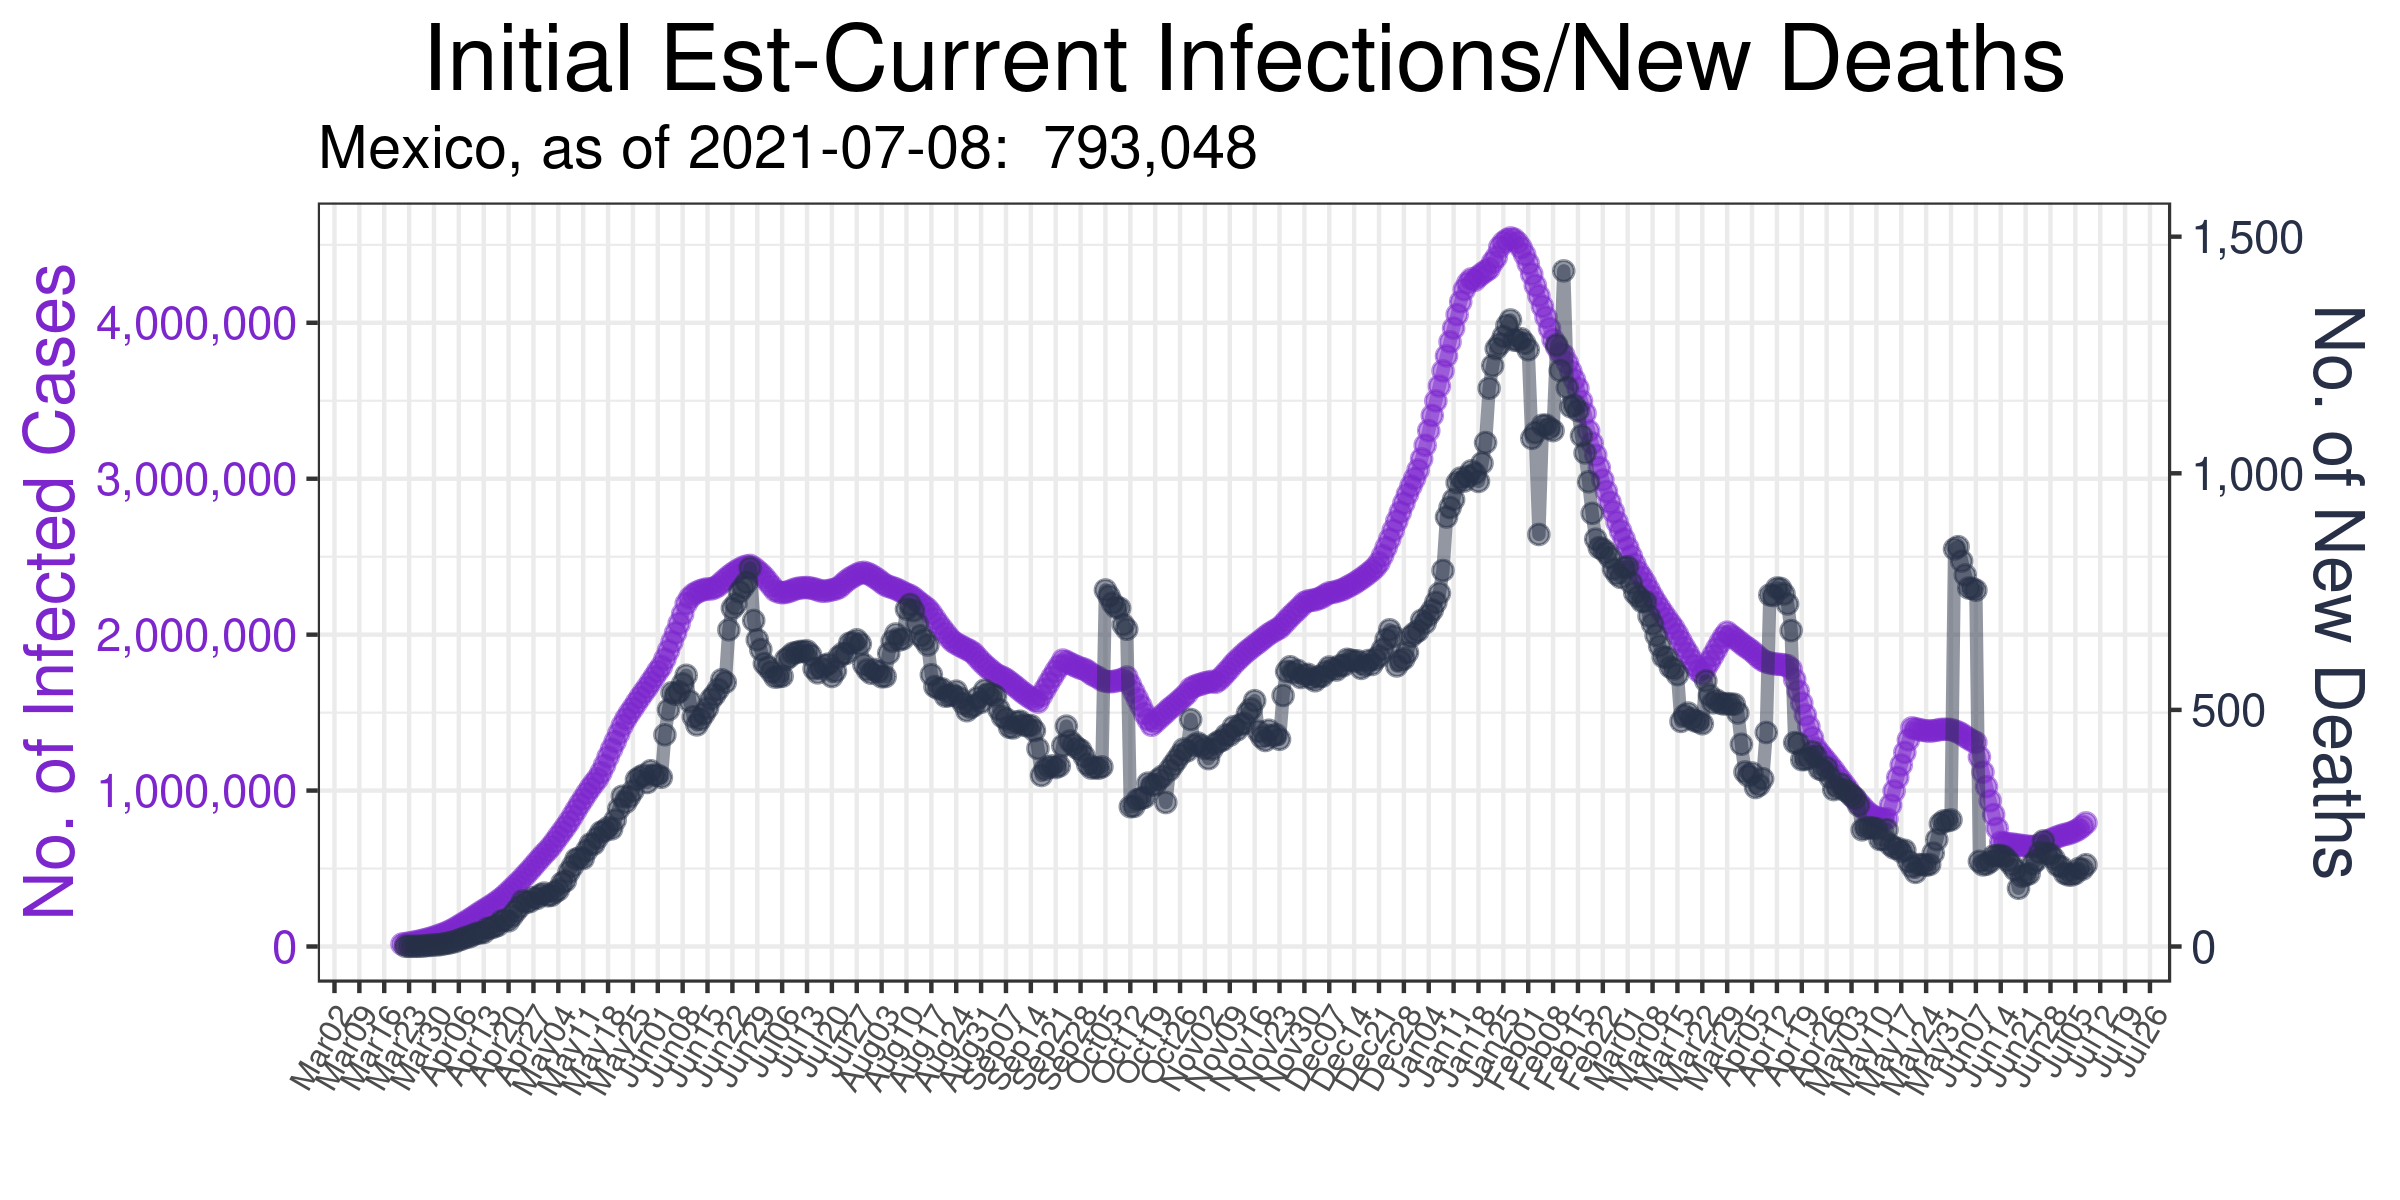 Initial Est-Current Infections/New Deaths
Mexico, as of 2021-07-08:  793,048
No. of Infected Cases
4,000,000
3,000,000
2,000,000
1,000,000
0
1,500
1,000
500
0
No. of New Deaths
Mar02
Mar09
Mar16
Mar23
Mar30
Apr06
Apr13
Apr20
Apr27
May04
May11
May18
May25
Jun01
Jun08
Jun15
Jun22
Jun29
Jul06
Jul13
Jul20
Jul27
Aug03
Aug10
Aug17
Aug24
Aug31
Sep07
Sep14
Sep21
Sep28
Oct05
Oct12
Oct19
Oct26
Nov02
Nov09
Nov16
Nov23
Nov30
Dec07
Dec14
Dec21
Dec28
Jan04
Jan11
Jan18
Jan25
Feb01
Feb08
Feb15
Feb22
Mar01
Mar08
Mar15
Mar22
Mar29
Apr05
Apr12
Apr19
Apr26
May03
May10
May17
May24
May31
Jun07
Jun14
Jun21
Jun28
Jul05
Jul12
Jul19
Jul26